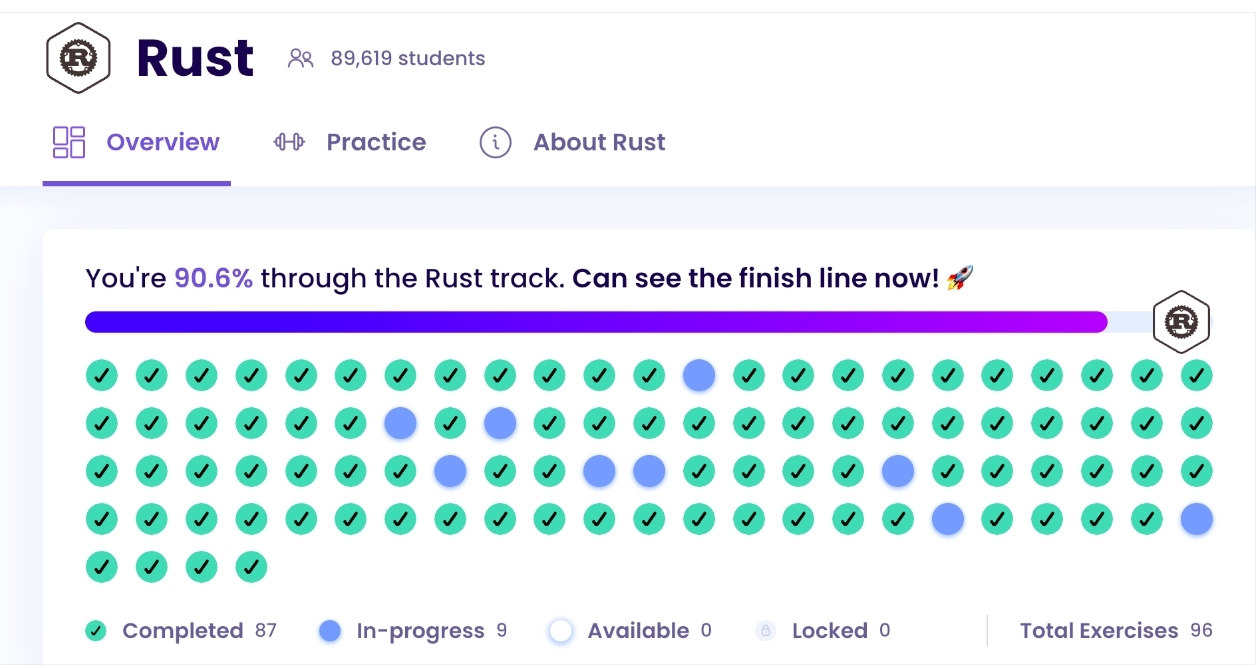 Rust 89,619 students
Overview Practice About Rust
You're 90.6% through the Rust track. Can see the finish line now! 🚀
Completed 87 In-progress 9 Available 0 Locked 0 Total Exercises 96